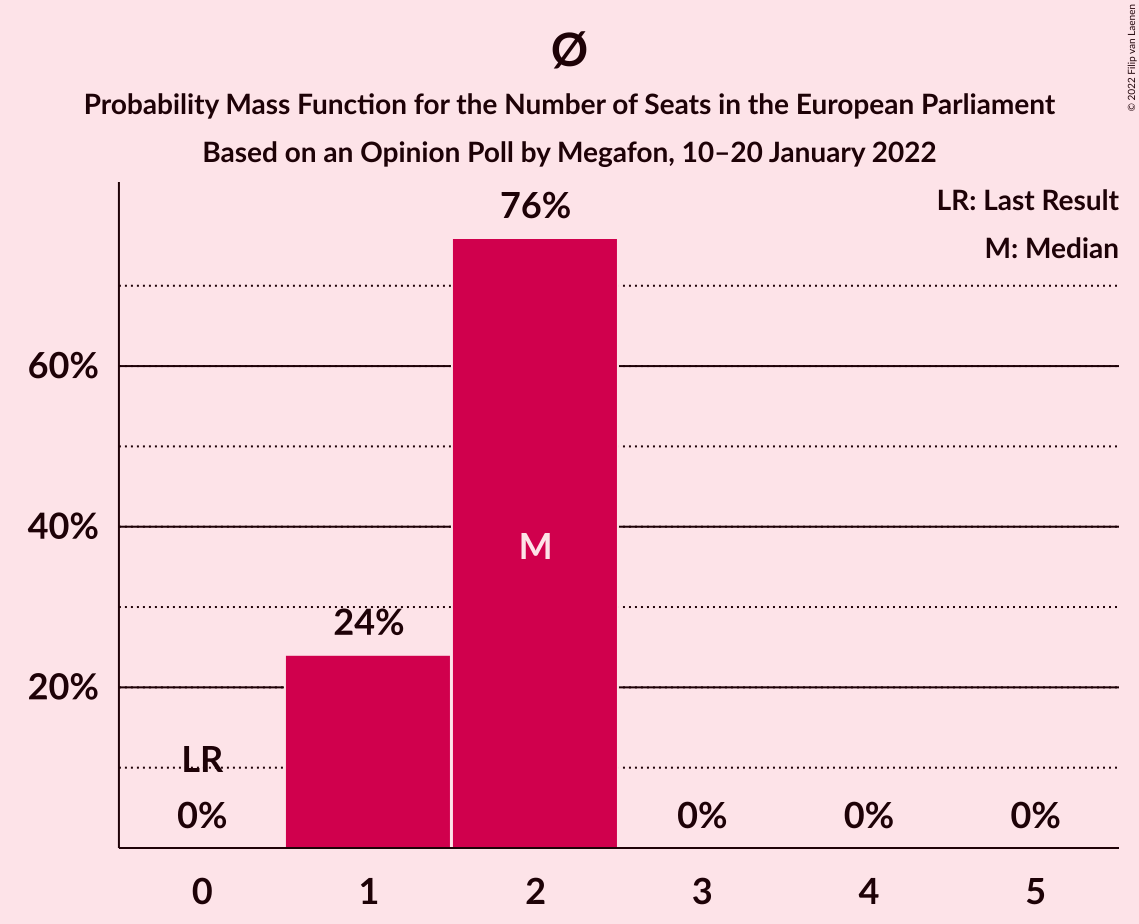 Ø
Probability Mass Function for the Number of Seats in the European Parliament
Based on an Opinion Poll by Megafon, 10–20 January 2022
© 2022 Filip van Laenen
LR: Last Result
M: Median
76%
60%
40%
M
24%
20%
LR
0%
0%
0%
0%
0
1
2
3
4
5